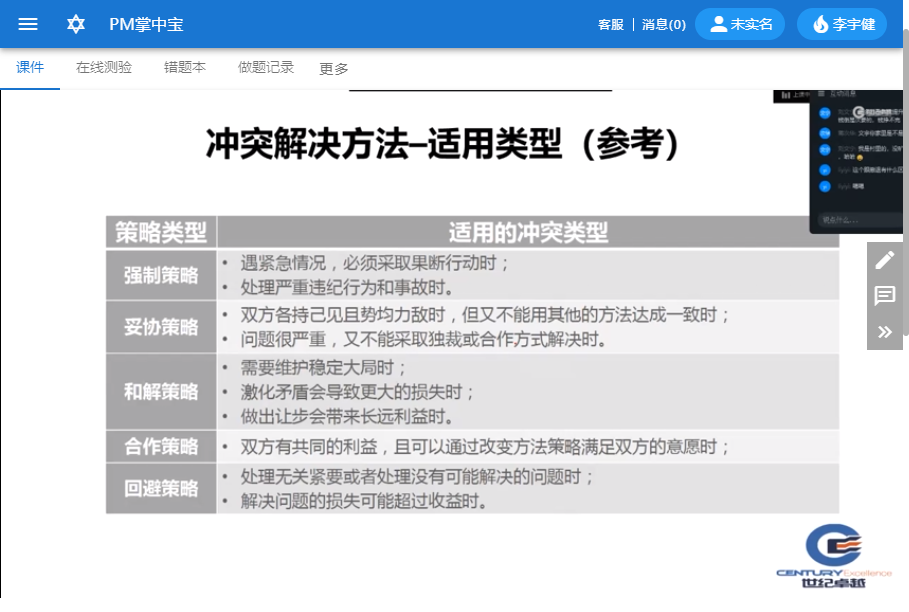 PM掌中宝
客服 | 消息(0)
未实名
李宇健
课件
在线测验
错题本
做题记录
更多
互动消息
冲突解决方法–适用类型（参考）
策略类型
适用的冲突类型
强制策略
• 遇紧急情况，必须采取果断行动时；
• 处理严重违纪行为和事故时。
妥协策略
• 双方各持己见且势均力敌时，但又不能用其他的方法达成一致时；
• 问题很严重，又不能采取独裁或合作方式解决时。
和解策略
• 需要维护稳定大局时；
• 激化矛盾会导致更大的损失时；
• 做出让步会带来长远利益时。
合作策略
• 双方有共同的利益，且可以通过改变方法策略满足双方的意愿时；
回避策略
• 处理无关紧要或者处理没有可能解决的问题时；
• 解决问题的损失可能超过收益时。
说点什么...
CENTURY Excellence
世纪卓越